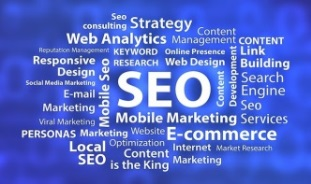 Seo consulting
Strategy
Web Analytics
Content Management
CONTENT
Reputation Management
KEYWORD RESEARCH
Online Presence
Link Building
Responsive Design
Web Design
Social Media Marketing
Mobile Seo
SEO
Content Development
Search Engine
E-mail Marketing
Seo Services
Viral Marketing
Mobile Marketing
PERSONAS
Marketing
Website Optimization
E-commerce
Local SEO
Content is the King
Internet Marketing
Market Research